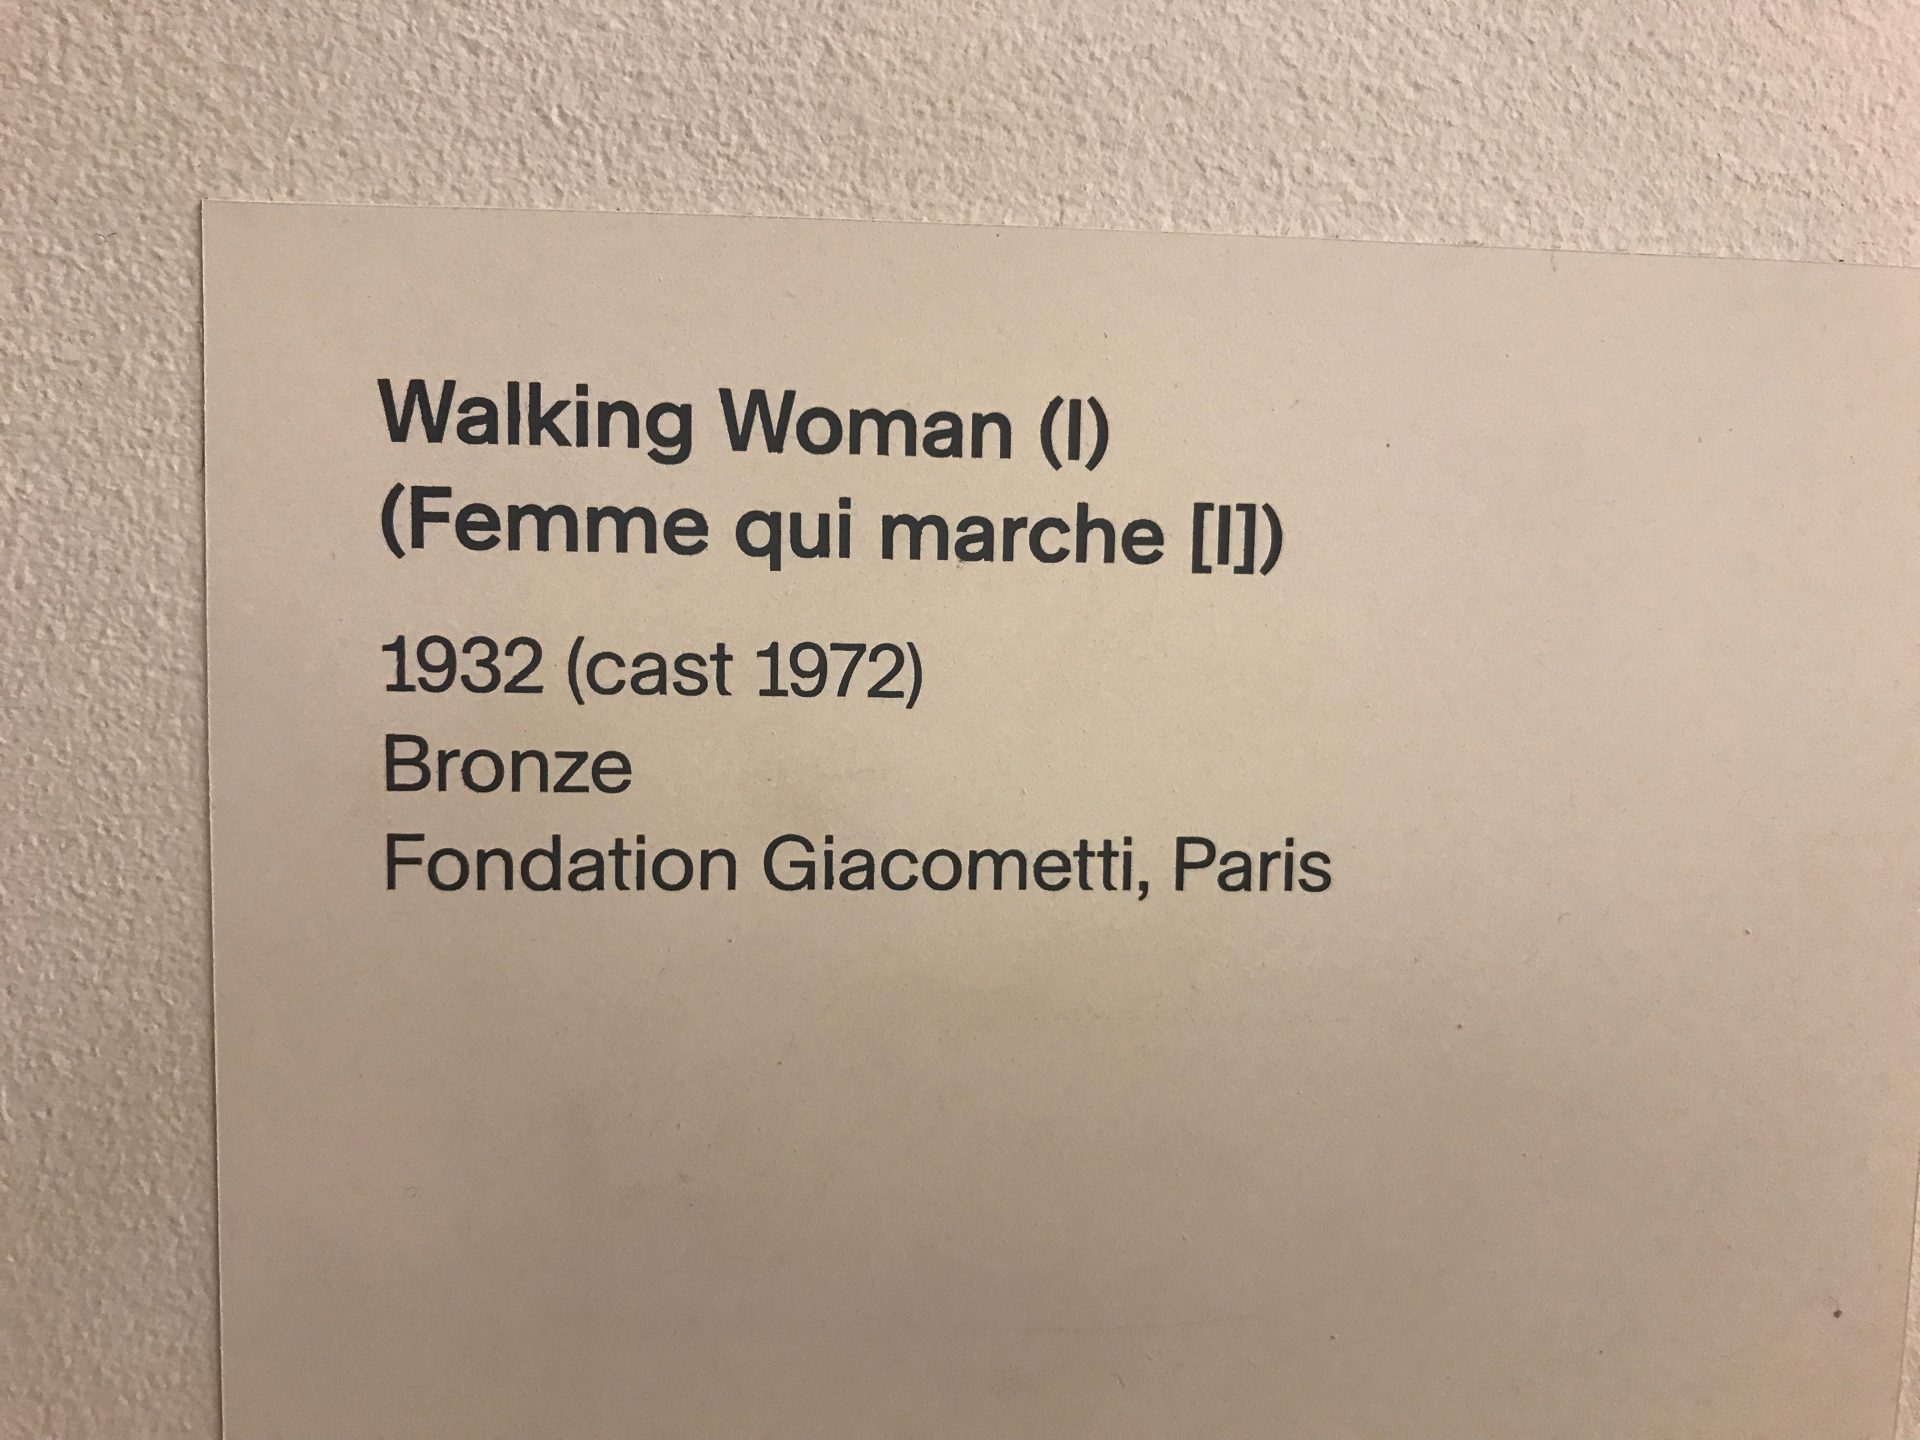 Walking Woman (I)
(Femme qui marche [I])
1932 (cast 1972)
Bronze
Fondation Giacometti, Paris